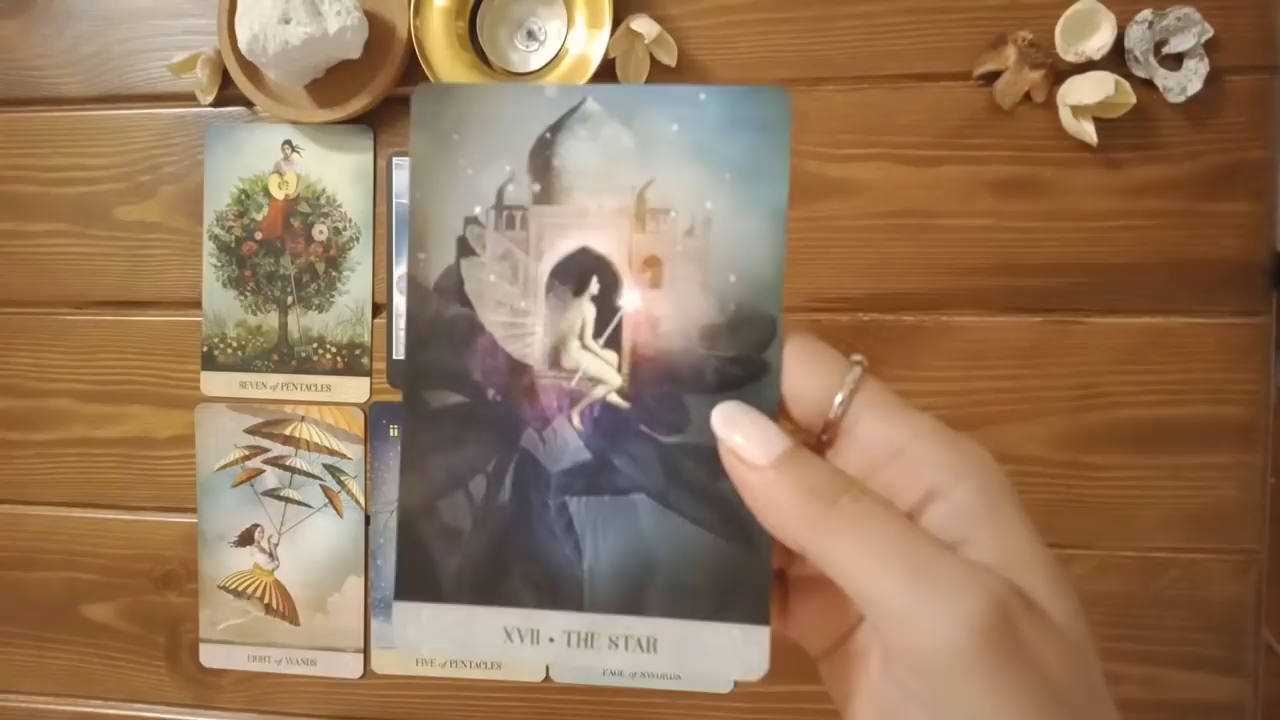 SEVEN of PENTACLES
XVII • THE STAR
EIGHT of WANDS
FIVE of PENTACLES
PAGE of SWORDS